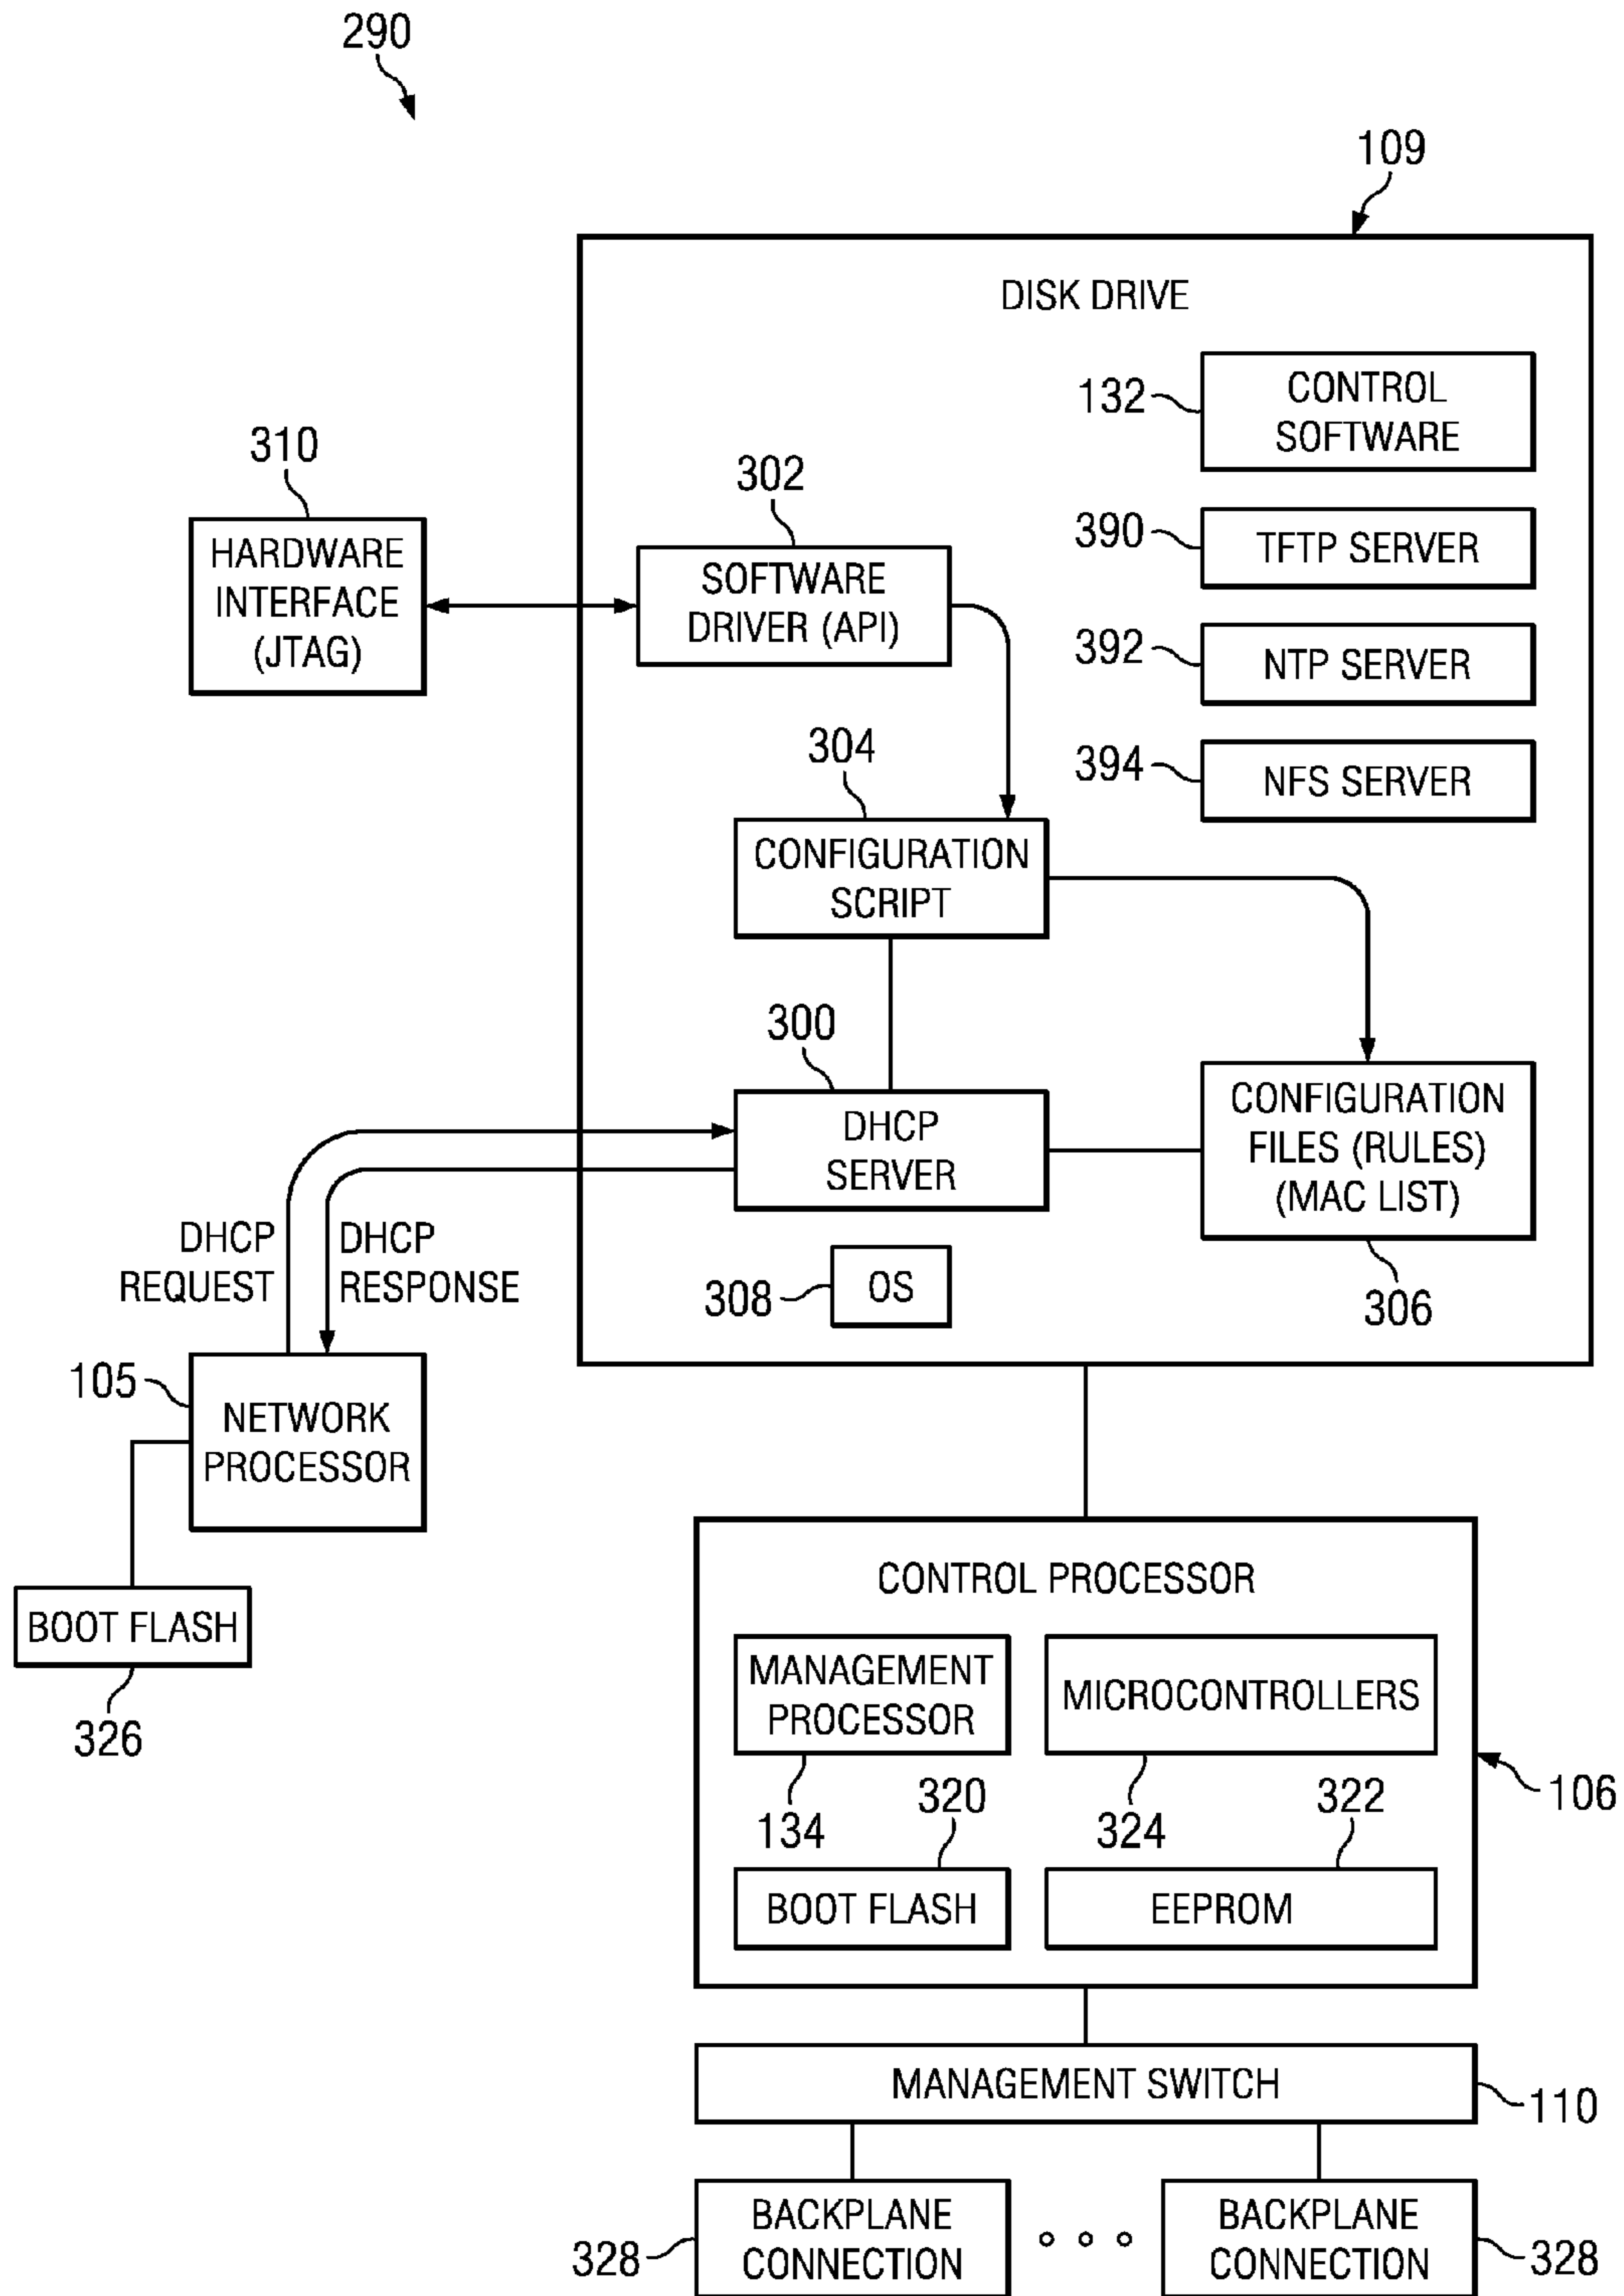 290
109
DISK DRIVE
132
CONTROL
SOFTWARE
310
302
390
TFTP SERVER
HARDWARE
INTERFACE
(JTAG)
SOFTWARE
DRIVER (API)
392
NTP SERVER
304
394
NFS SERVER
CONFIGURATION
SCRIPT
300
DHCP
SERVER
CONFIGURATION
FILES (RULES)
(MAC LIST)
306
DHCP
REQUEST
DHCP
RESPONSE
308
OS
105
NETWORK
PROCESSOR
BOOT FLASH
326
CONTROL PROCESSOR
MANAGEMENT
PROCESSOR
MICROCONTROLLERS
106
134
320
324
322
BOOT FLASH
EEPROM
MANAGEMENT SWITCH
110
328
BACKPLANE
CONNECTION
BACKPLANE
CONNECTION
328